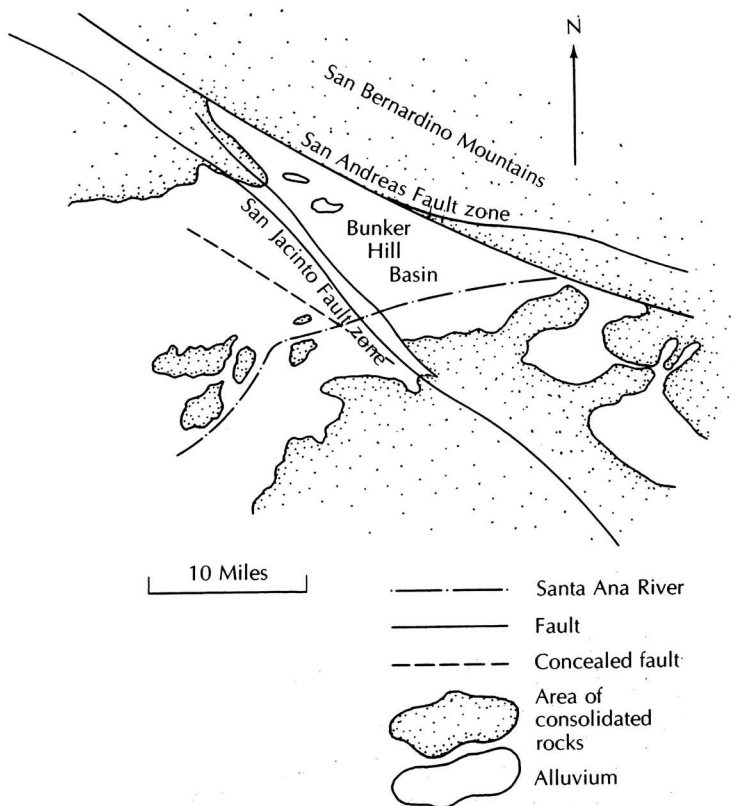 N
San Bernardino Mountains
San Andreas Fault zone
Bunker
Hill
Basin
San Jacinto Fault zone
10 Miles
Santa Ana River
Fault
Concealed fault
Area of
consolidated
rocks
Alluvium